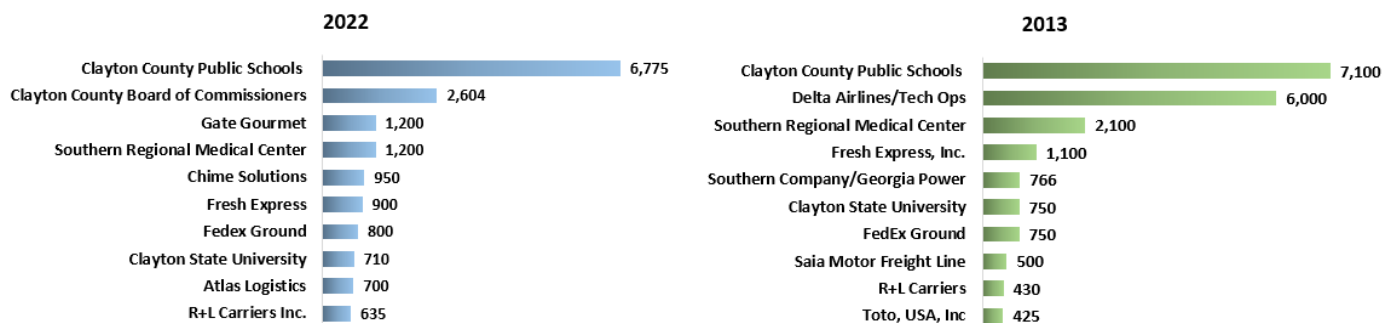 2022
Clayton County Public Schools 6,775
Clayton County Board of Commissioners 2,604
Gate Gourmet 1,200
Southern Regional Medical Center 1,200
Chime Solutions 950
Fresh Express 900
Fedex Ground 800
Clayton State University 710
Atlas Logistics 700
R+L Carriers Inc. 635
2013
Clayton County Public Schools 7,100
Delta Airlines/Tech Ops 6,000
Southern Regional Medical Center 2,100
Fresh Express, Inc. 1,100
Southern Company/Georgia Power 766
Clayton State University 750
FedEx Ground 750
Saia Motor Freight Line 500
R+L Carriers 430
Toto, USA, Inc 425